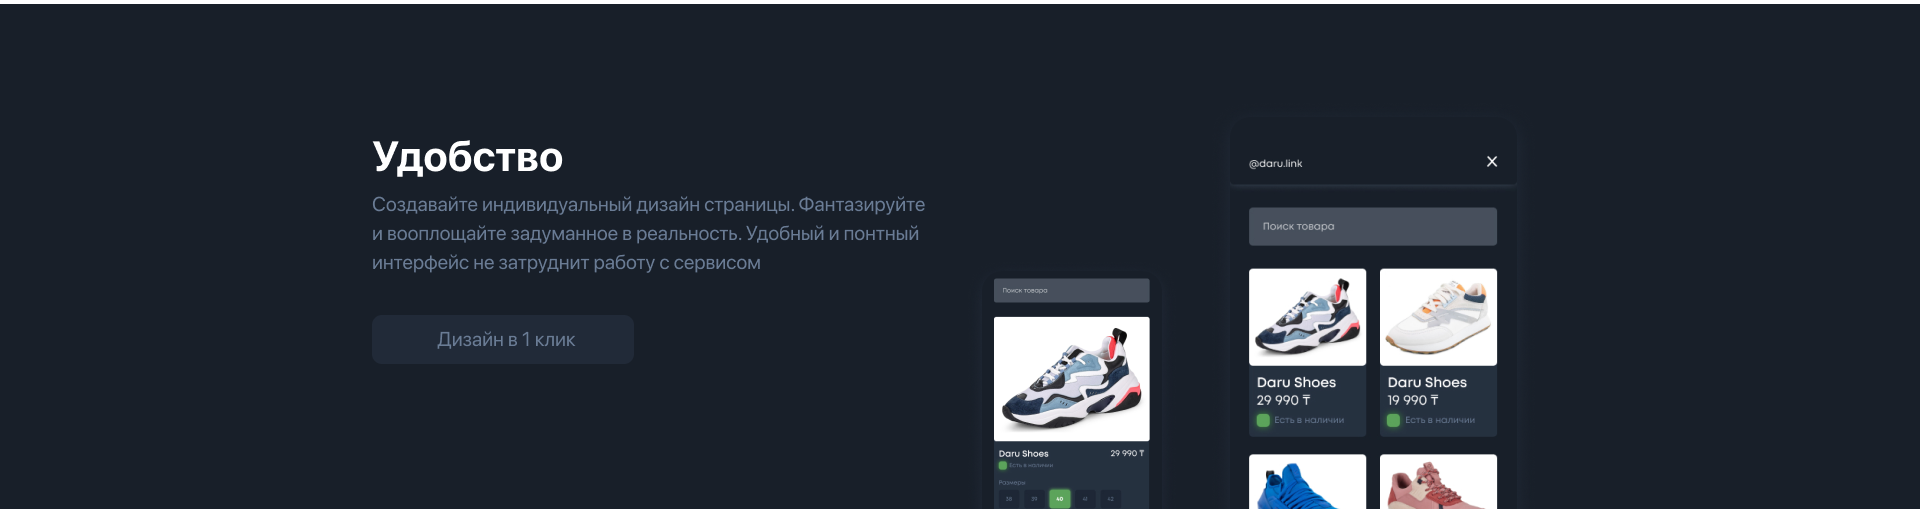 Удобство
Создавайте индивидуальный дизайн страницы. Фантазируйте
и вооплощайте задуманное в реальность. Удобный и понтный
интерфейс не затруднит работу с сервисом
Дизайн в 1 клик
Поиск товара
Daru Shoes 29 990 ₸
Есть в наличии
Размеры
38 39 40 41 42
@daru.link X
Поиск товара
Daru Shoes Daru Shoes
29 990 ₸ 19 990 ₸
Есть в наличии Есть в наличии